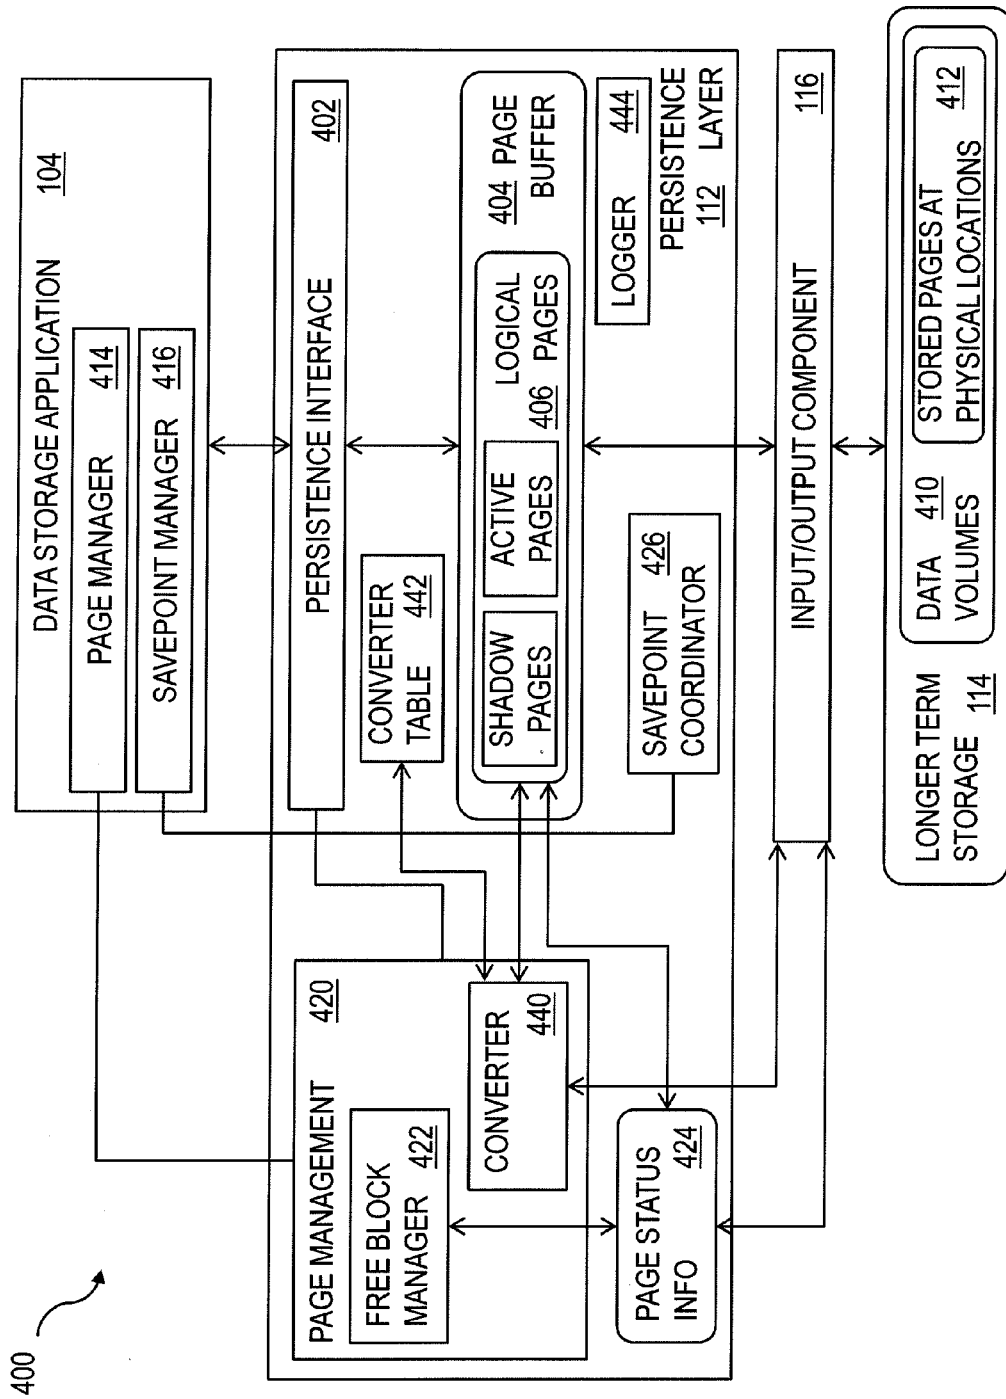 400
DATA STORAGE APPLICATION
104
PAGE MANAGER 414
SAVEPOINT MANAGER 416
PERSISTENCE INTERFACE
402
PAGE MANAGEMENT
420
FREE BLOCK
MANAGER 422
CONVERTER
440
CONVERTER
TABLE 442
404 PAGE
BUFFER
LOGICAL
406 PAGES
SHADOW
PAGES
ACTIVE
PAGES
PAGE STATUS
INFO 424
SAVEPOINT 426
COORDINATOR
LOGGER 444
PERSISTENCE
112 LAYER
INPUT/OUTPUT COMPONENT
116
LONGER TERM
STORAGE 114
DATA 410
VOLUMES
STORED PAGES AT
PHYSICAL LOCATIONS 412